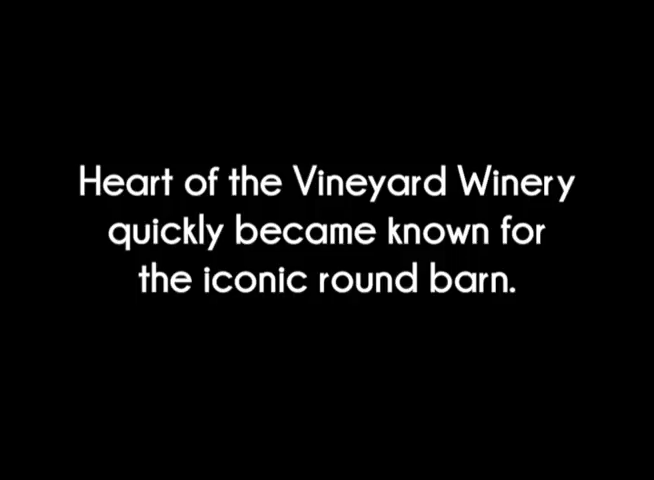 Heart of the Vineyard Winery
quickly became known for
the iconic round barn.